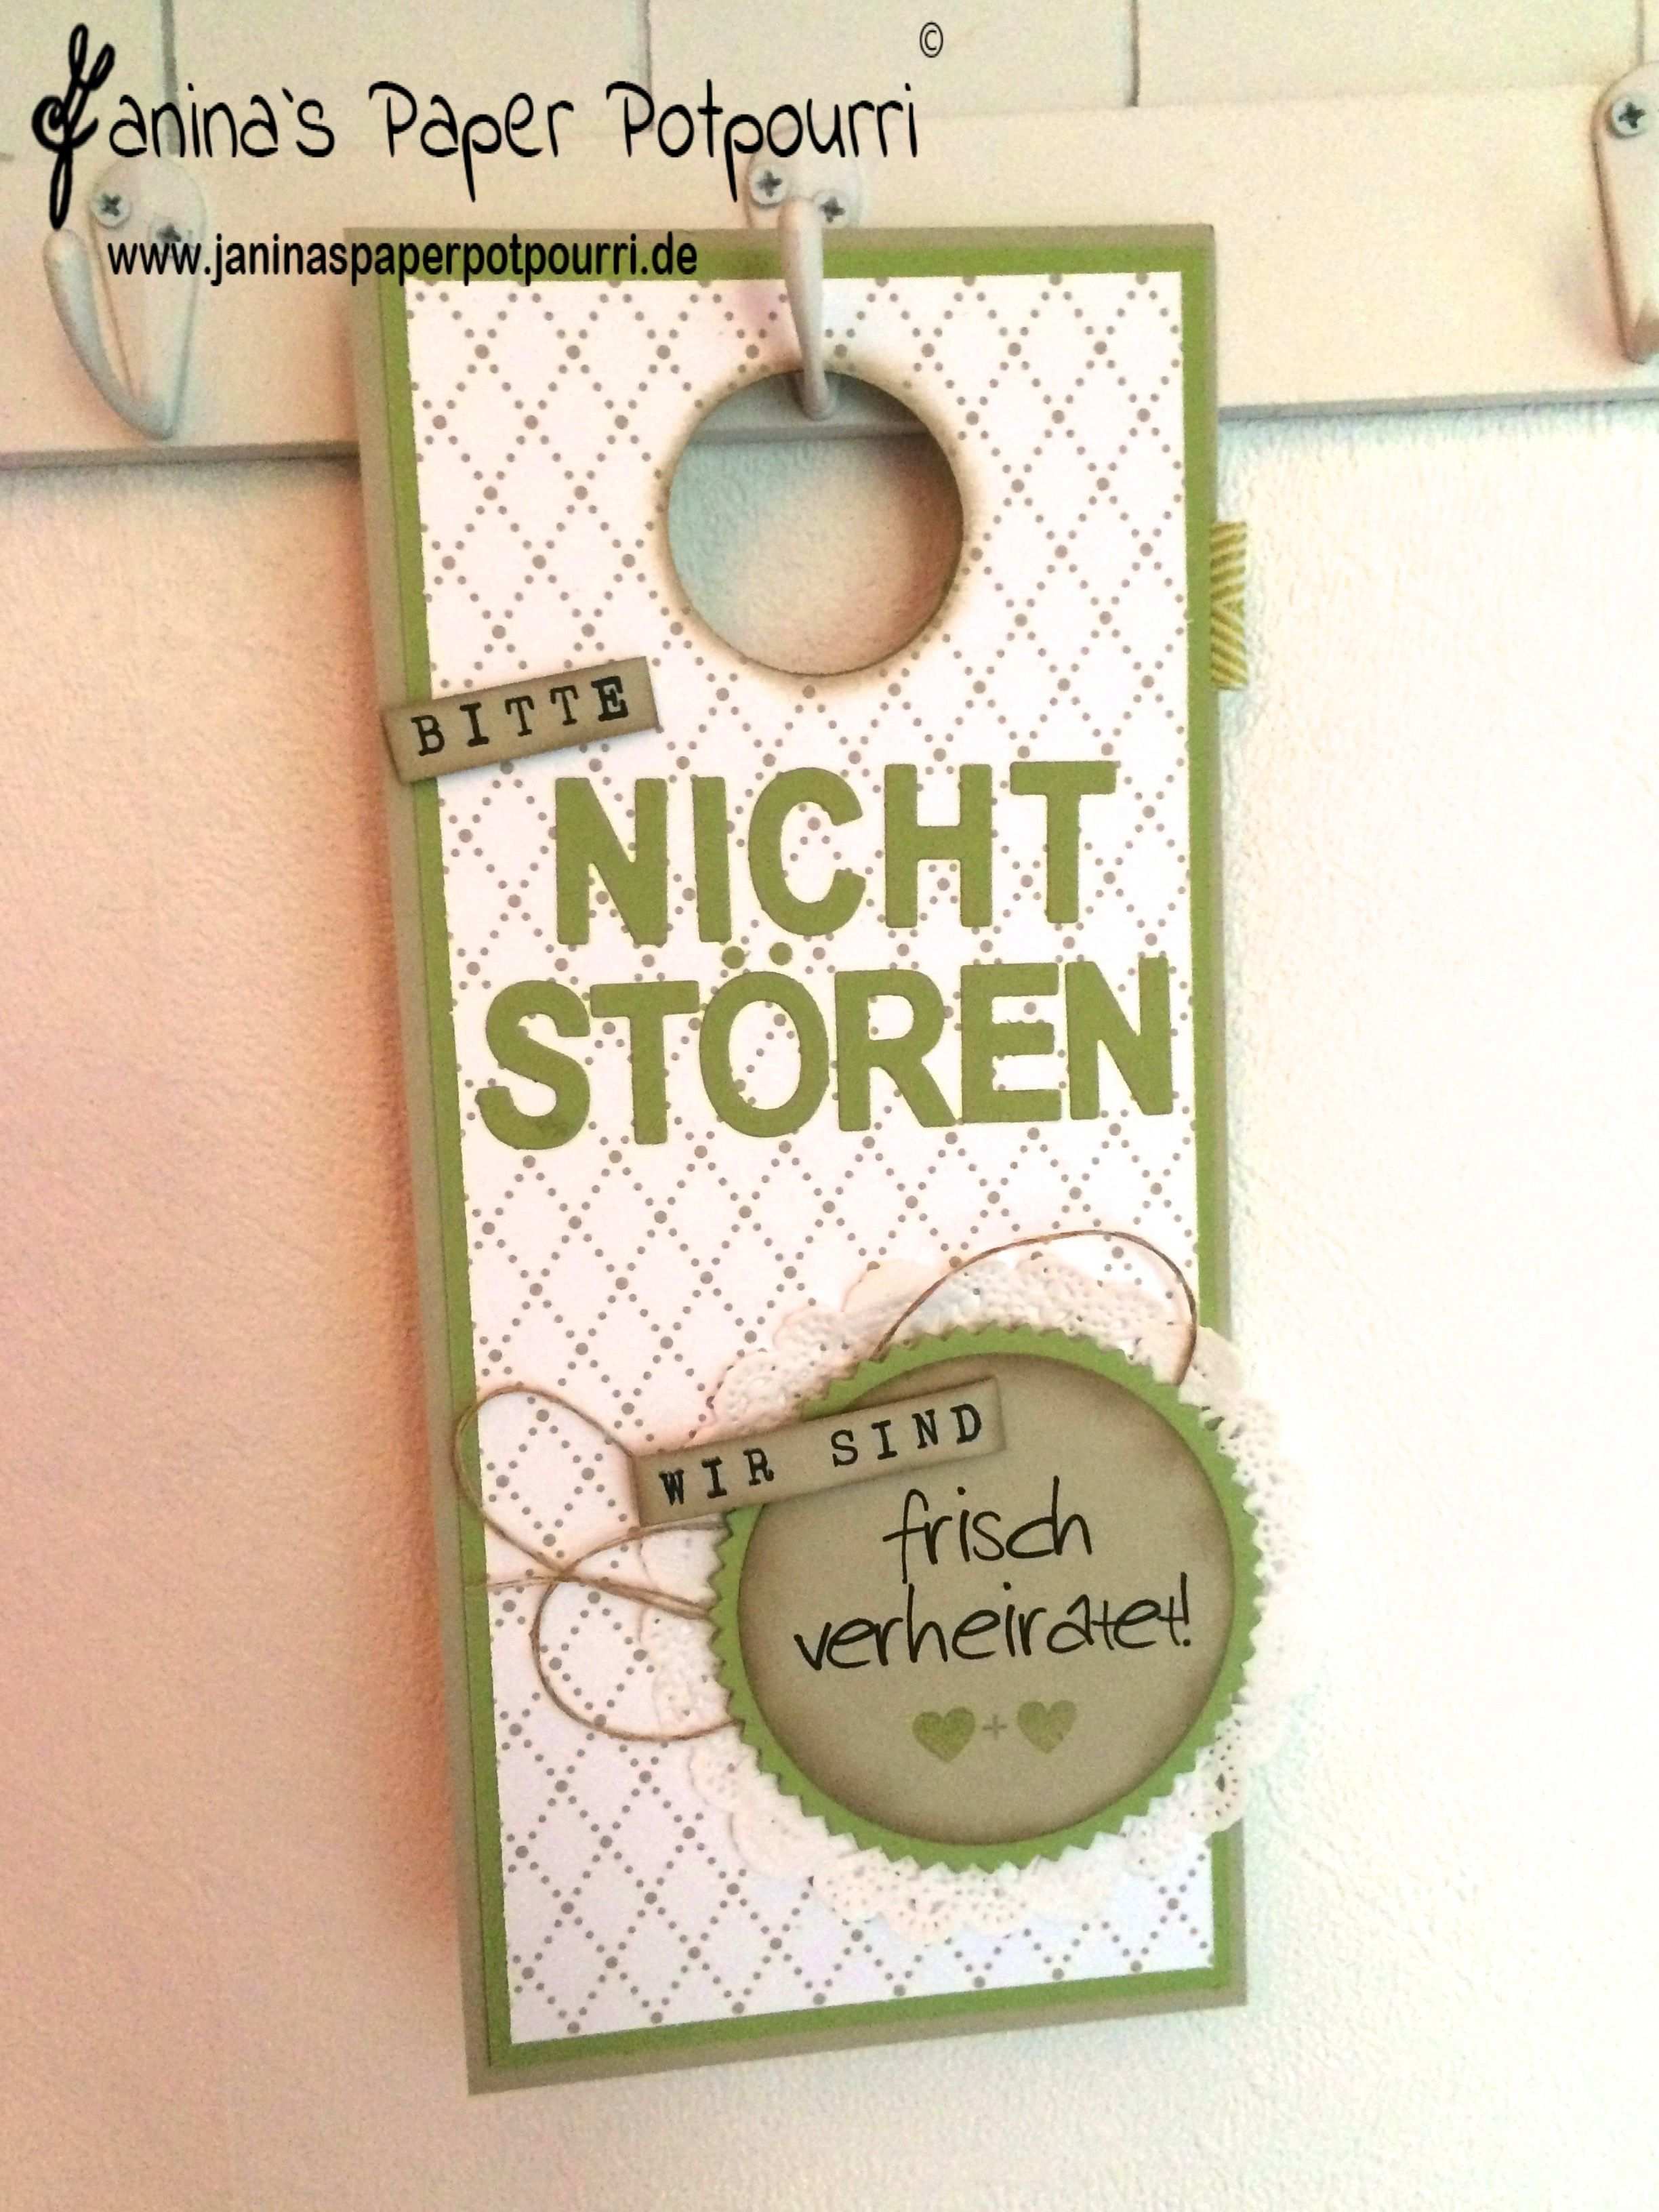 ©
Janina's Paper Potpourri
www.janinaspaperpotpourri.de
BITTE
NICHT
STÖREN
WIR SIND
frisch
verheiratet!